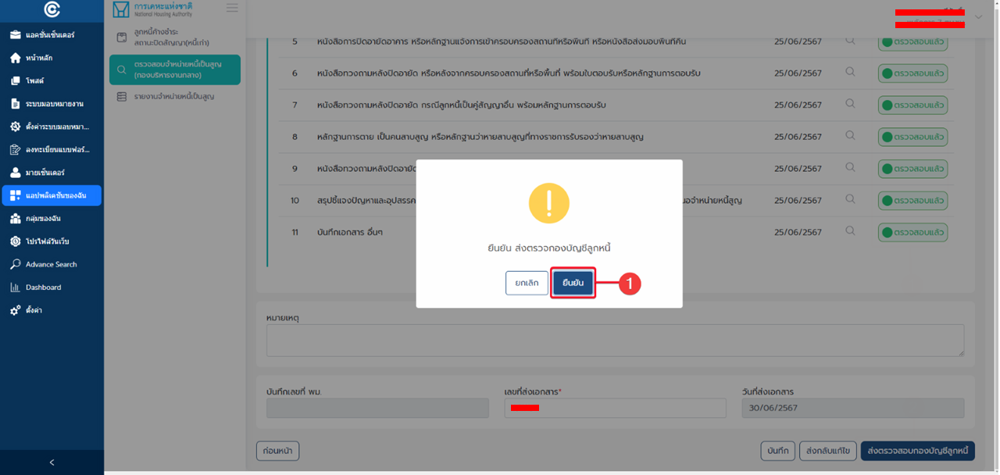 แอคชั่นเซ็นเตอร์
หน้าหลัก
โพสต์
ระบบมอบหมายงาน
ตั้งค่าระบบมอบหมา...
ลงทะเบียนแบบฟอร์...
มายเซ็นเตอร์
แอปพลิเคชันของฉัน
กลุ่มของฉัน
โปรไฟล์วันเว็บ
Advance Search
Dashboard
ตั้งค่า
การเคหะแห่งชาติ
National Housing Authority
ลูกหนี้ค้างชำระ
สถานะปิดสัญญา(หนี้เก่า)
ตรวจสอบจำหน่ายหนี้เป็นสูญ
(กองบริหารงานกลาง)
รายงานจำหน่ายหนี้เป็นสูญ
5 หนังสือการปิดอายัดอาคาร หรือหลักฐานแจ้งการเข้าครอบครองสถานที่หรือพื้นที่ หรือหนังสือส่งมอบพื้นที่คืน 25/06/2567 ตรวจสอบแล้ว
6 หนังสือทวงถามหลังปิดอายัด หรือหลังจากครอบครองสถานที่หรือพื้นที่ พร้อมใบตอบรับหรือหลักฐานการตอบรับ 25/06/2567 ตรวจสอบแล้ว
7 หนังสือทวงถามหลังปิดอายัด กรณีลูกหนี้เป็นคู่สัญญาอื่น พร้อมหลักฐานการตอบรับ 25/06/2567 ตรวจสอบแล้ว
8 หลักฐานการตาย เป็นคนสาบสูญ หรือหลักฐานว่าหายสาบสูญที่ทางราชการรับรองว่าหายสาบสูญ 25/06/2567 ตรวจสอบแล้ว
9 หนังสือทวงถามหลังปิดอายัด 25/06/2567 ตรวจสอบแล้ว
10 สรุปชี้แจงปัญหาและอุปสรรค นอจำหน่ายหนี้สูญ 25/06/2567 ตรวจสอบแล้ว
11 บันทึกเอกสาร อื่นๆ 25/06/2567 ตรวจสอบแล้ว
ยืนยัน ส่งตรวจกองบัญชีลูกหนี้
ยกเลิก ยืนยัน 1
หมายเหตุ
บันทึกเลขที่ พม. เลขที่ส่งเอกสาร* วันที่ส่งเอกสาร
30/06/2567
ก่อนหน้า บันทึก ส่งกลับแก้ไข ส่งตรวจสอบกองบัญชีลูกหนี้